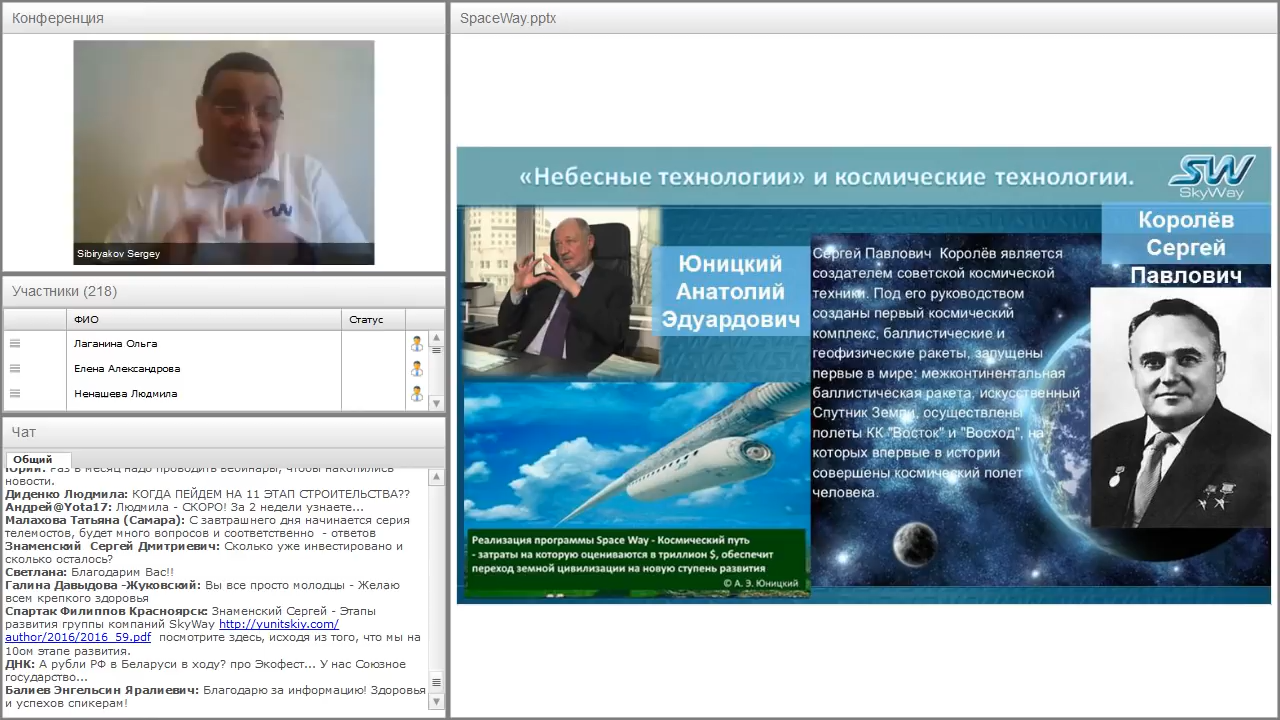 Конференция
Sibiryakov Sergey
Участники (218)
ФИО
Статус
Лаганина Ольга
Елена Александрова
Ненашева Людмила
Чат
Общий
Юрий: Раз в месяц надо проводить вебинары, чтобы накопились
новости.
Диденко Людмила: КОГДА ПЕЙДЕМ НА 11 ЭТАП СТРОИТЕЛЬСТВА??
Андрей@Yota17: Людмила - СКОРО! За 2 недели узнаете...
Малахова Татьяна (Самара): С завтрашнего дня начинается серия
телемостов, будет много вопросов и соответственно - ответов
Знаменский Сергей Дмитриевич: Сколько уже инвестировано и
сколько осталось?
Светлана: Благодарим Вас!!
Галина Давыдова -Жуковский: Вы все просто молодцы - Желаю
всем крепкого здоровья
Спартак Филиппов Красноярск: Знаменский Сергей - Этапы
развития группы компаний SkyWay http://yunitskiy.com/
author/2016/2016_59.pdf посмотрите здесь, исходя из того, что мы на
10ом этапе развития.
ДНК: А рубли РФ в Беларуси в ходу? про Экофест... У нас Союзное
государство...
Балиев Энгельсин Яралиевич: Благодарю за информацию! Здоровья
и успехов спикерам!
SpaceWay.pptx
«Небесные технологии» и космические технологии.
SW
SkyWay
Юницкий
Анатолий
Эдуардович
Реализация программы Space Way - Космический путь
- затраты на которую оцениваются в триллион $, обеспечит
переход земной цивилизации на новую ступень развития
© А. Э. Юницкий
Сергей Павлович Королёв является
создателем советской космической
техники. Под его руководством
созданы первый космический
комплекс, баллистические и
геофизические ракеты, запущены
первые в мире: межконтинентальная
баллистическая ракета, искусственный
Спутник Земли, осуществлены
полеты КК "Восток" и "Восход", на
которых впервые в истории
совершены космический полет
человека.
Королёв
Сергей
Павлович